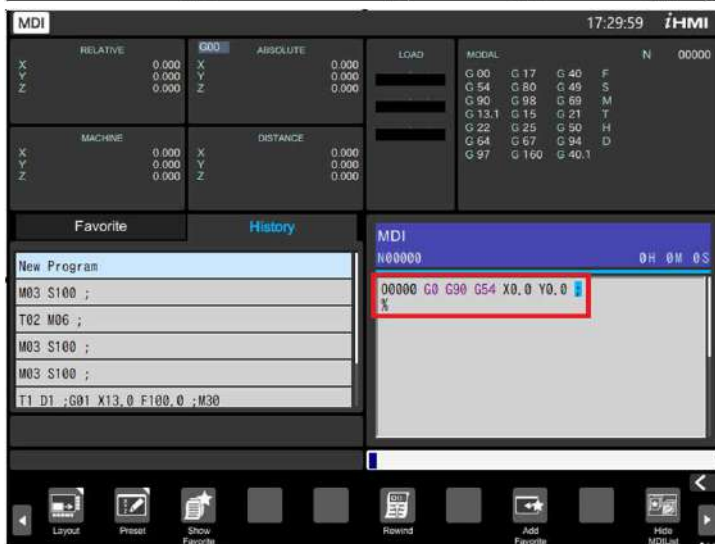 MDI 17:29:59 iHMI
RELATIVE
X 0.000
Y 0.000
Z 0.000
G00 ABSOLUTE
X 0.000
Y 0.000
Z 0.000
MACHINE
X 0.000
Y 0.000
Z 0.000
DISTANCE
X 0.000
Y 0.000
Z 0.000
LOAD
MODAL N 00000
G 00 G 17 G 40 F
G 54 G 80 G 49 S
G 90 G 98 G 69 M
G 13.1 G 15 G 21 T
G 22 G 25 G 50 H
G 64 G 67 G 94 D
G 97 G 160 G 40.1
Favorite History
New Program
M03 S100 ;
T02 M06 ;
M03 S100 ;
M03 S100 ;
T1 D1 ;G01 X13.0 F100.0 ;M30
MDI
N00000 0H 0M 0S
O0000 G0 G90 G54 X0.0 Y0.0 ;
%
Layout
Preset
Show Favorite
Rewind
Add Favorite
Hide MDIList